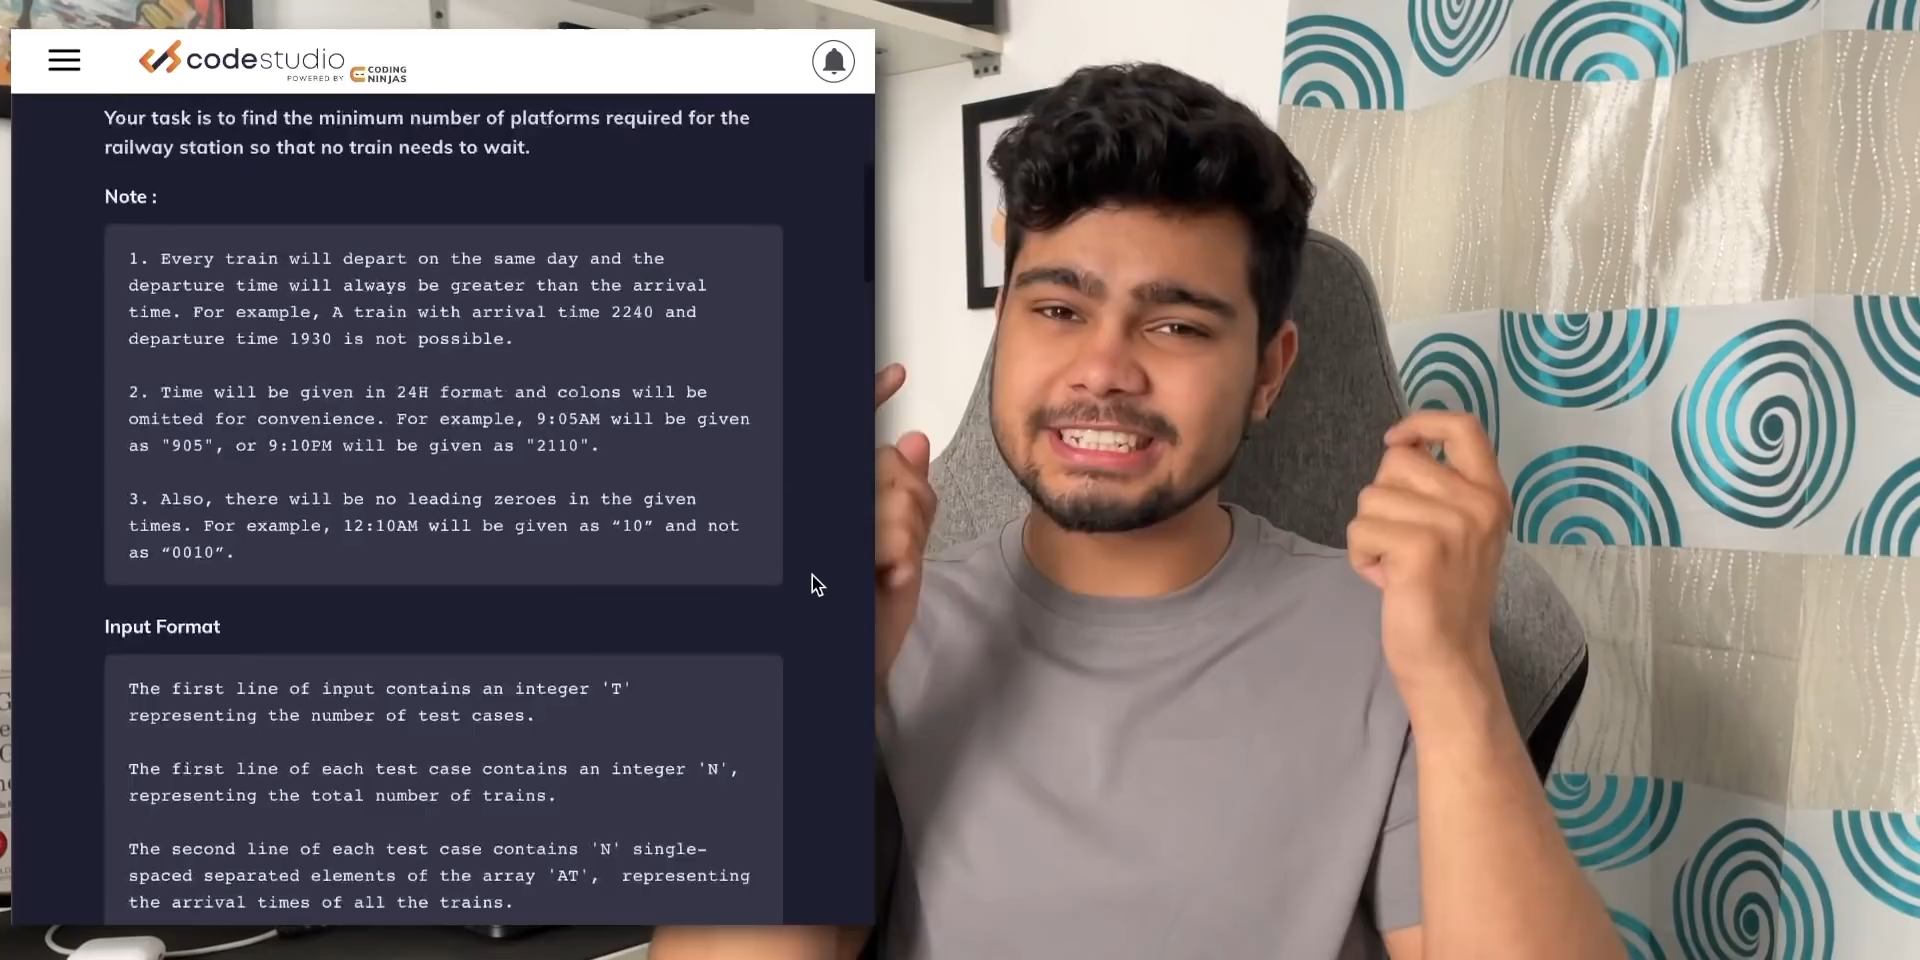 codestudio
POWERED BY CODING NINJAS
Your task is to find the minimum number of platforms required for the
railway station so that no train needs to wait.
Note :
1. Every train will depart on the same day and the
departure time will always be greater than the arrival
time. For example, A train with arrival time 2240 and
departure time 1930 is not possible.
2. Time will be given in 24H format and colons will be
omitted for convenience. For example, 9:05AM will be given
as "905", or 9:10PM will be given as "2110".
3. Also, there will be no leading zeroes in the given
times. For example, 12:10AM will be given as “10” and not
as “0010”.
Input Format
The first line of input contains an integer 'T'
representing the number of test cases.
The first line of each test case contains an integer 'N',
representing the total number of trains.
The second line of each test case contains 'N' single-
spaced separated elements of the array 'AT', representing
the arrival times of all the trains.